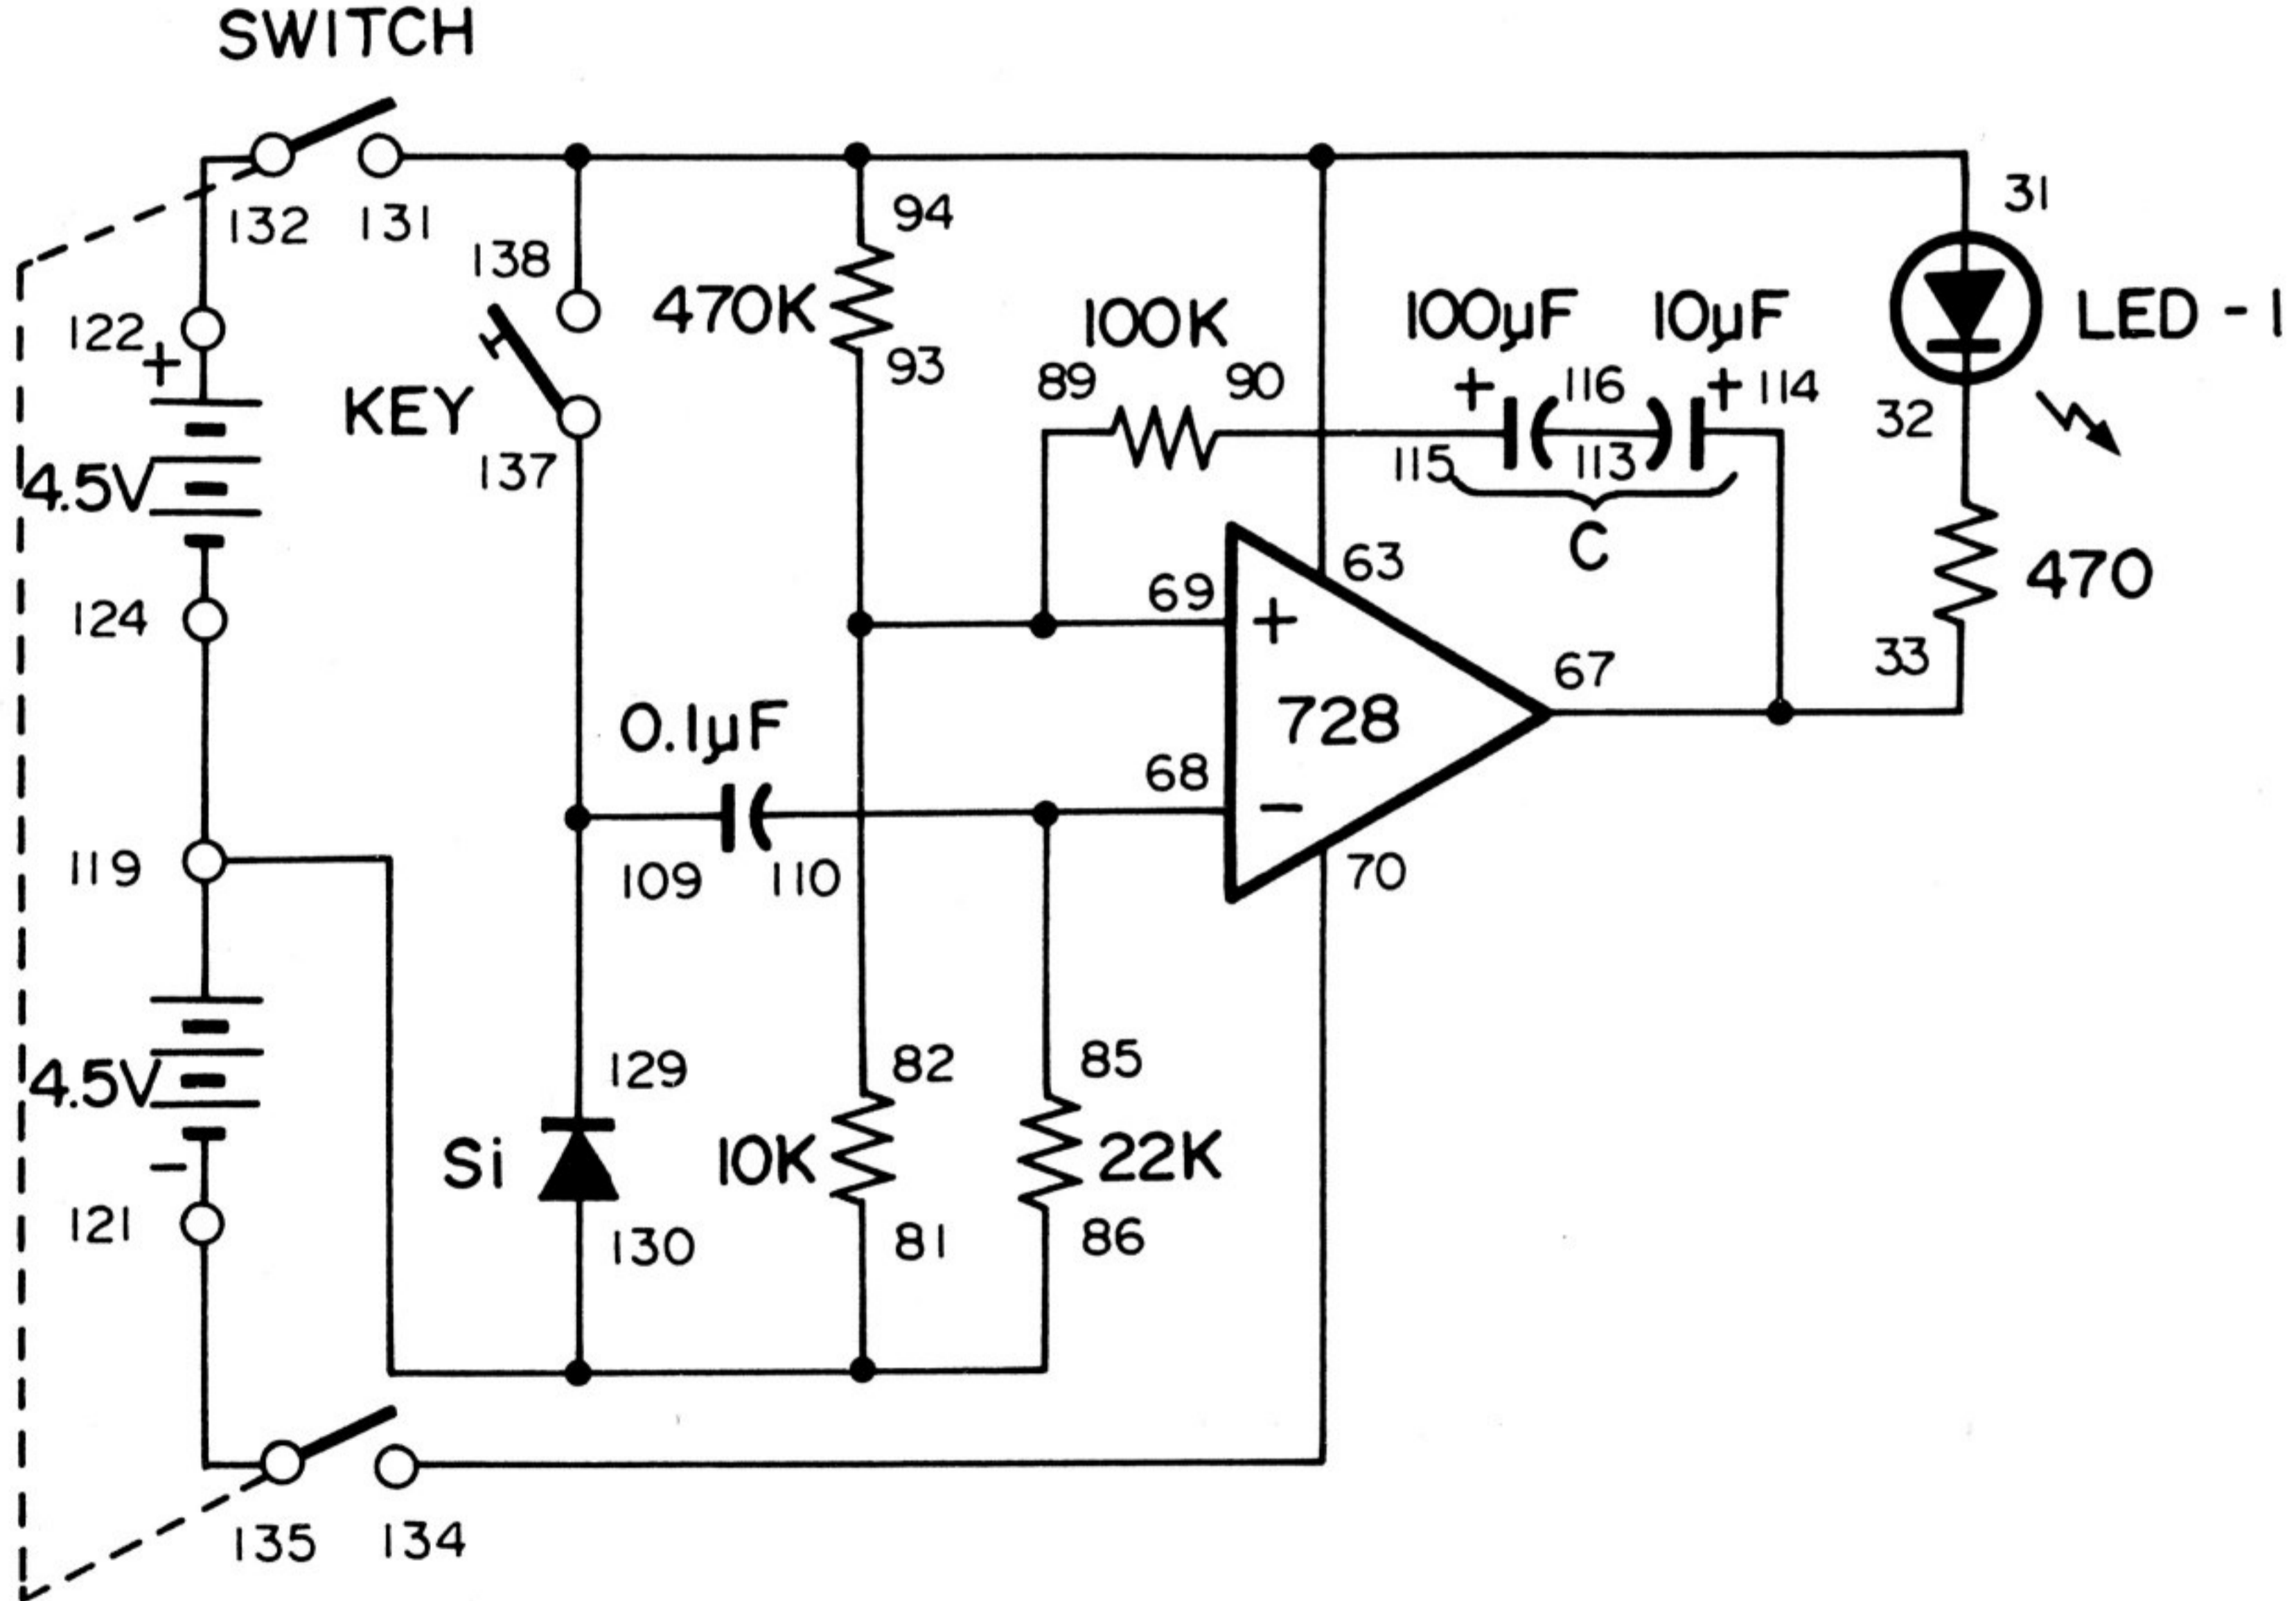 SWITCH
132 131
31
94
138
122
+
470K
93
100K
100µF 10µF
LED-1
89 90
+ 116 + 114
32
KEY
137
115 113
4.5V
C
63
470
124
69
+
67
33
728
0.1µF
68
−
119
109 110
70
129
82
85
4.5V
Si
10K
22K
−
121
130
81
86
135 134